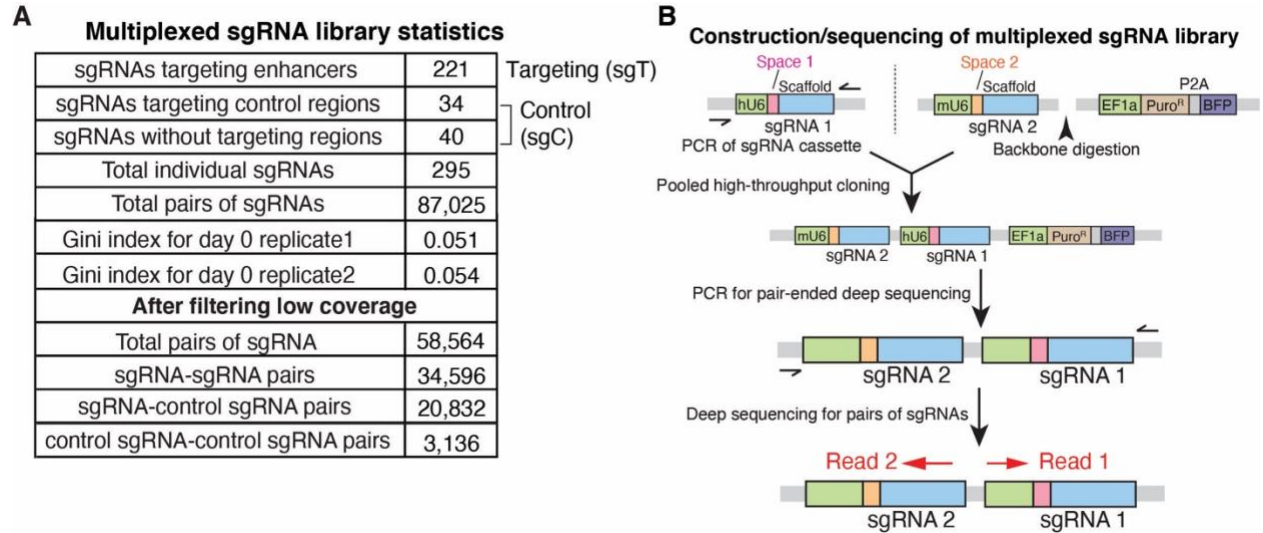 A
Multiplexed sgRNA library statistics
sgRNAs targeting enhancers 221 Targeting (sgT)
sgRNAs targeting control regions 34
sgRNAs without targeting regions 40
Control
(sgC)
Total individual sgRNAs 295
Total pairs of sgRNAs 87,025
Gini index for day 0 replicate1 0.051
Gini index for day 0 replicate2 0.054
After filtering low coverage
Total pairs of sgRNA 58,564
sgRNA-sgRNA pairs 34,596
sgRNA-control sgRNA pairs 20,832
control sgRNA-control sgRNA pairs 3,136
B
Construction/sequencing of multiplexed sgRNA library
Space 1 Space 2
Scaffold Scaffold P2A
hU6 mU6 EF1a Puroᴿ BFP
sgRNA 1 sgRNA 2
PCR of sgRNA cassette Backbone digestion
Pooled high-throughput cloning
mU6 hU6 EF1a Puroᴿ BFP
sgRNA 2 sgRNA 1
PCR for pair-ended deep sequencing
sgRNA 2 sgRNA 1
Deep sequencing for pairs of sgRNAs
Read 2 Read 1
sgRNA 2 sgRNA 1